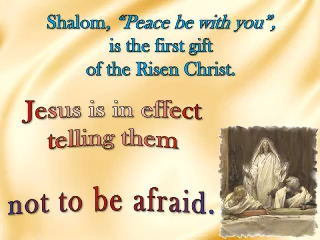 Shalom, “Peace be with you”,
is the first gift
of the Risen Christ.
Jesus is in effect
telling them
not to be afraid.